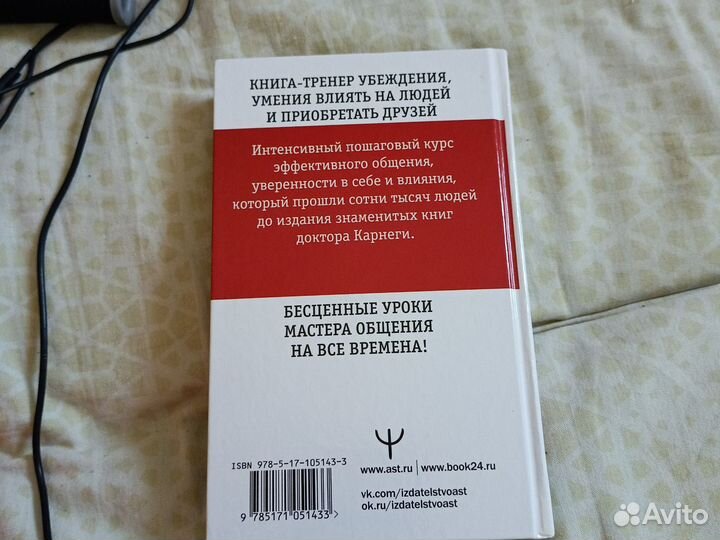 КНИГА-ТРЕНЕР УБЕЖДЕНИЯ,
УМЕНИЯ ВЛИЯТЬ НА ЛЮДЕЙ
И ПРИОБРЕТАТЬ ДРУЗЕЙ
Интенсивный пошаговый курс
эффективного общения,
уверенности в себе и влияния,
который прошли сотни тысяч людей
до издания знаменитых книг
доктора Карнеги.
БЕСЦЕННЫЕ УРОКИ
МАСТЕРА ОБЩЕНИЯ
НА ВСЕ ВРЕМЕНА!
ISBN 978-5-17-105143-3
9 785171 051433>
www.ast.ru | www.book24.ru
vk.com/izdatelstvoast
ok.ru/izdatelstvoast
Avito